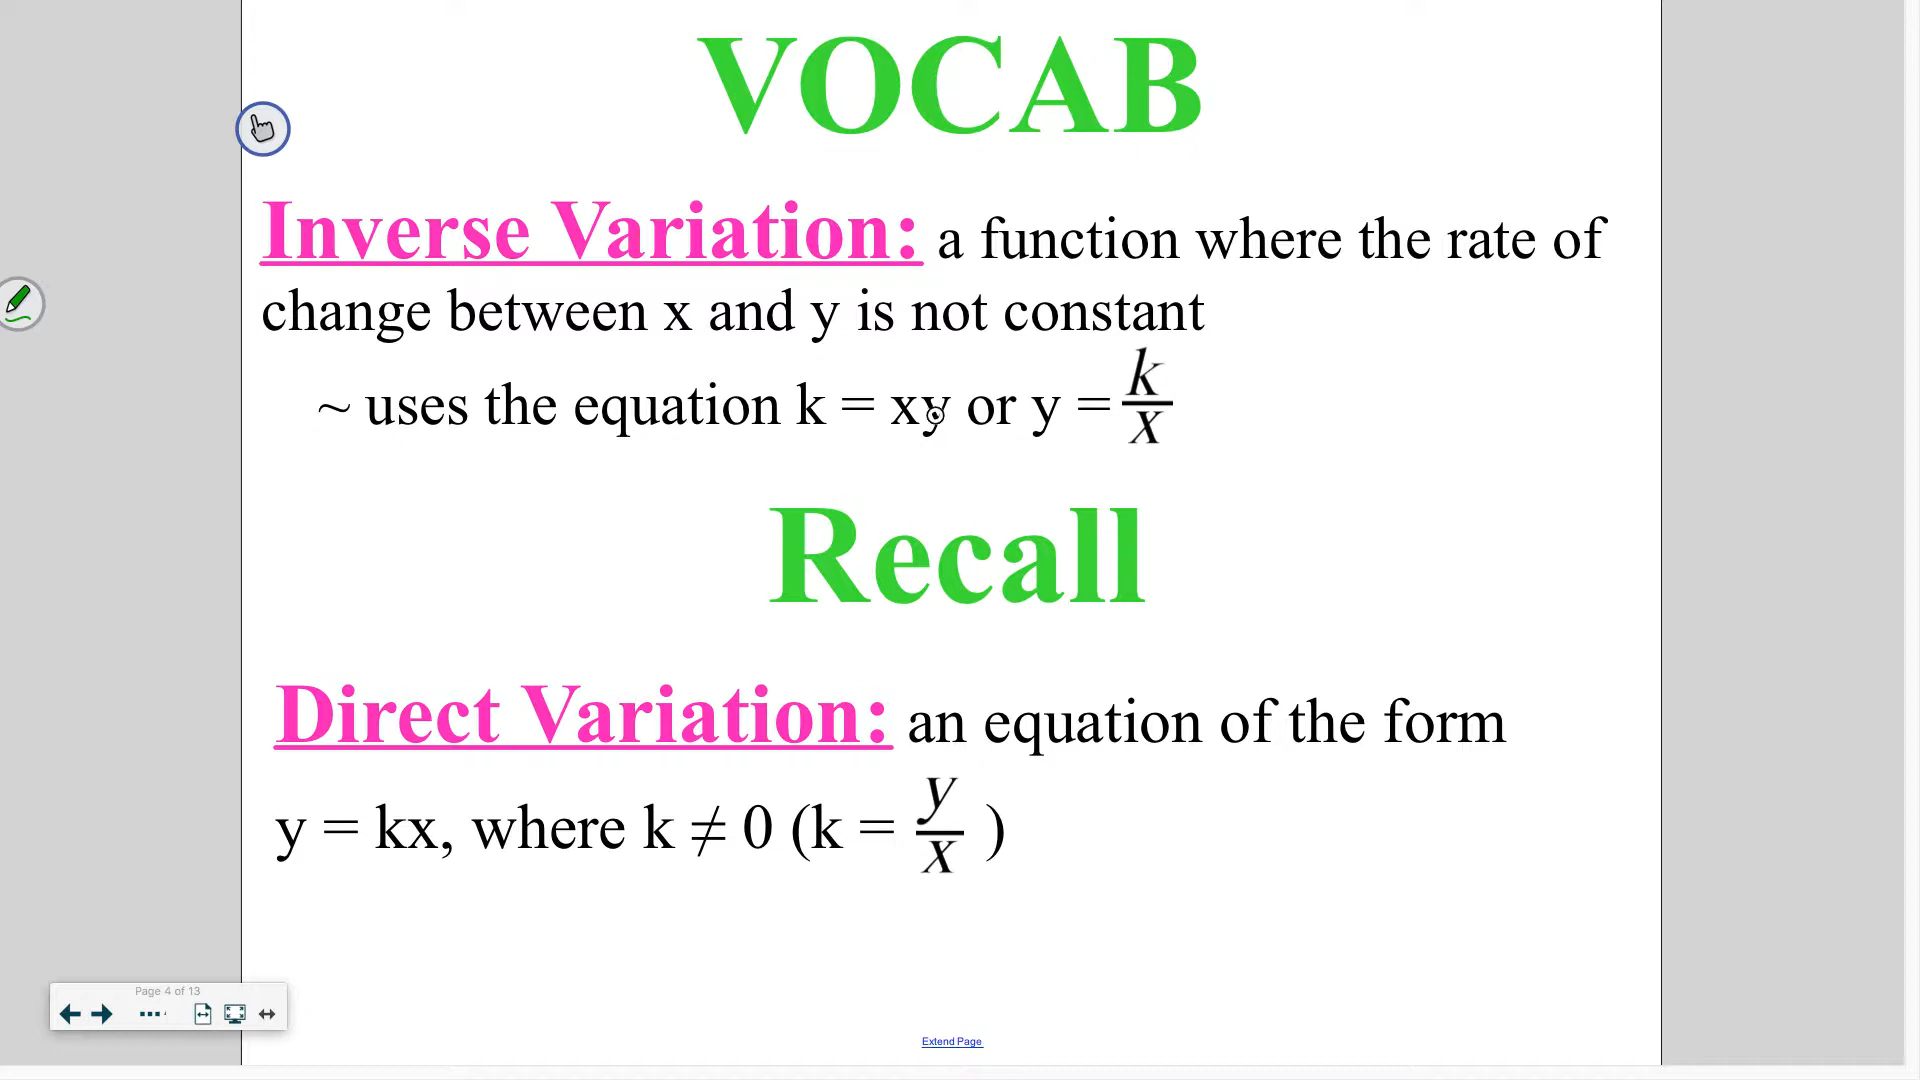 VOCAB
Inverse Variation: a function where the rate of
change between x and y is not constant
~ uses the equation k = xy or y = k/x
Recall
Direct Variation: an equation of the form
y = kx, where k ≠ 0 (k = y/x )
Page 4 of 13
Extend Page